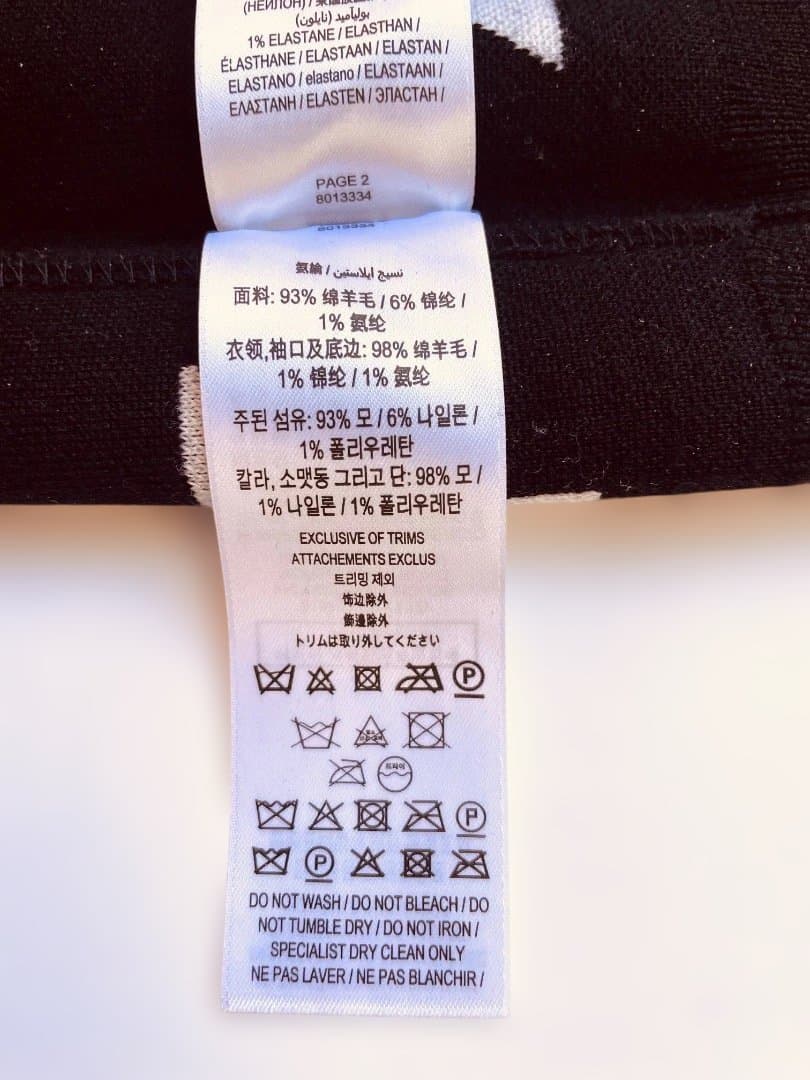 (НЕЙЛОН) /
بوليأميد (نايلون)
1% ELASTANE / ELASTHAN /
ÉLASTHANE / ELASTAAN / ELASTAN /
ELASTANO / elastano / ELASTAANI /
ΕΛΑΣΤΑΝΗ / ELASTEN / ЭЛАСТАН /
PAGE 2
8013334
8013334
氨綸 / نسيج ايلاستين
面料: 93% 绵羊毛 / 6% 锦纶 /
1% 氨纶
衣领,袖口及底边: 98% 绵羊毛 /
1% 锦纶 / 1% 氨纶
주된 섬유: 93% 모 / 6% 나일론 /
1% 폴리우레탄
칼라, 소맷동 그리고 단: 98% 모 /
1% 나일론 / 1% 폴리우레탄
EXCLUSIVE OF TRIMS
ATTACHEMENTS EXCLUS
트리밍 제외
饰边除外
飾邊除外
トリムは取り外してください
P
드라이
P
P
DO NOT WASH / DO NOT BLEACH / DO
NOT TUMBLE DRY / DO NOT IRON /
SPECIALIST DRY CLEAN ONLY
NE PAS LAVER / NE PAS BLANCHIR /